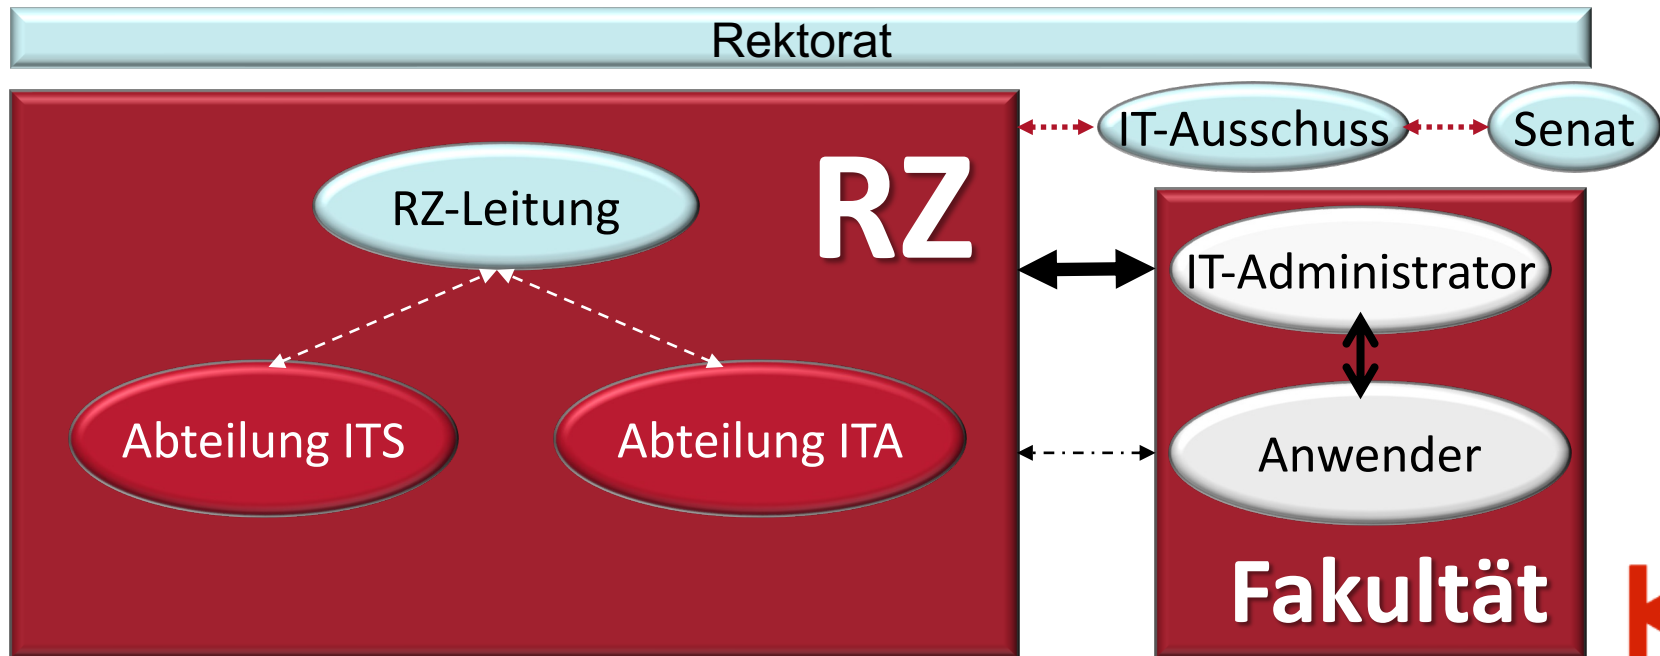 Rektorat
IT-Ausschuss
Senat
RZ-Leitung
RZ
IT-Administrator
Abteilung ITS
Abteilung ITA
Anwender
Fakultät
K